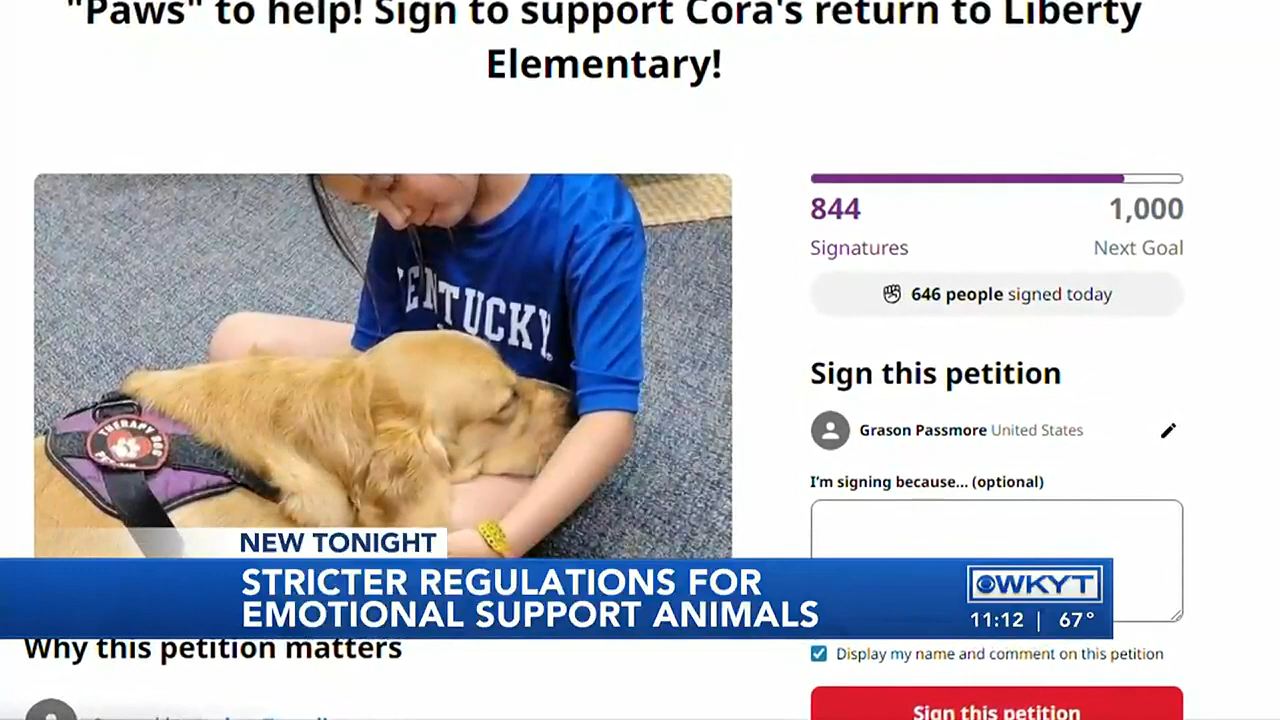 "Paws" to help! Sign to support Cora's return to Liberty
Elementary!
844
1,000
Signatures
Next Goal
646 people signed today
Sign this petition
Grason Passmore United States
I'm signing because... (optional)
KENTUCKY
THERAPY DOG
NEW TONIGHT
STRICTER REGULATIONS FOR
EMOTIONAL SUPPORT ANIMALS
WKYT
11:12 | 67°
Why this petition matters
Display my name and comment on this petition
Sign this petition